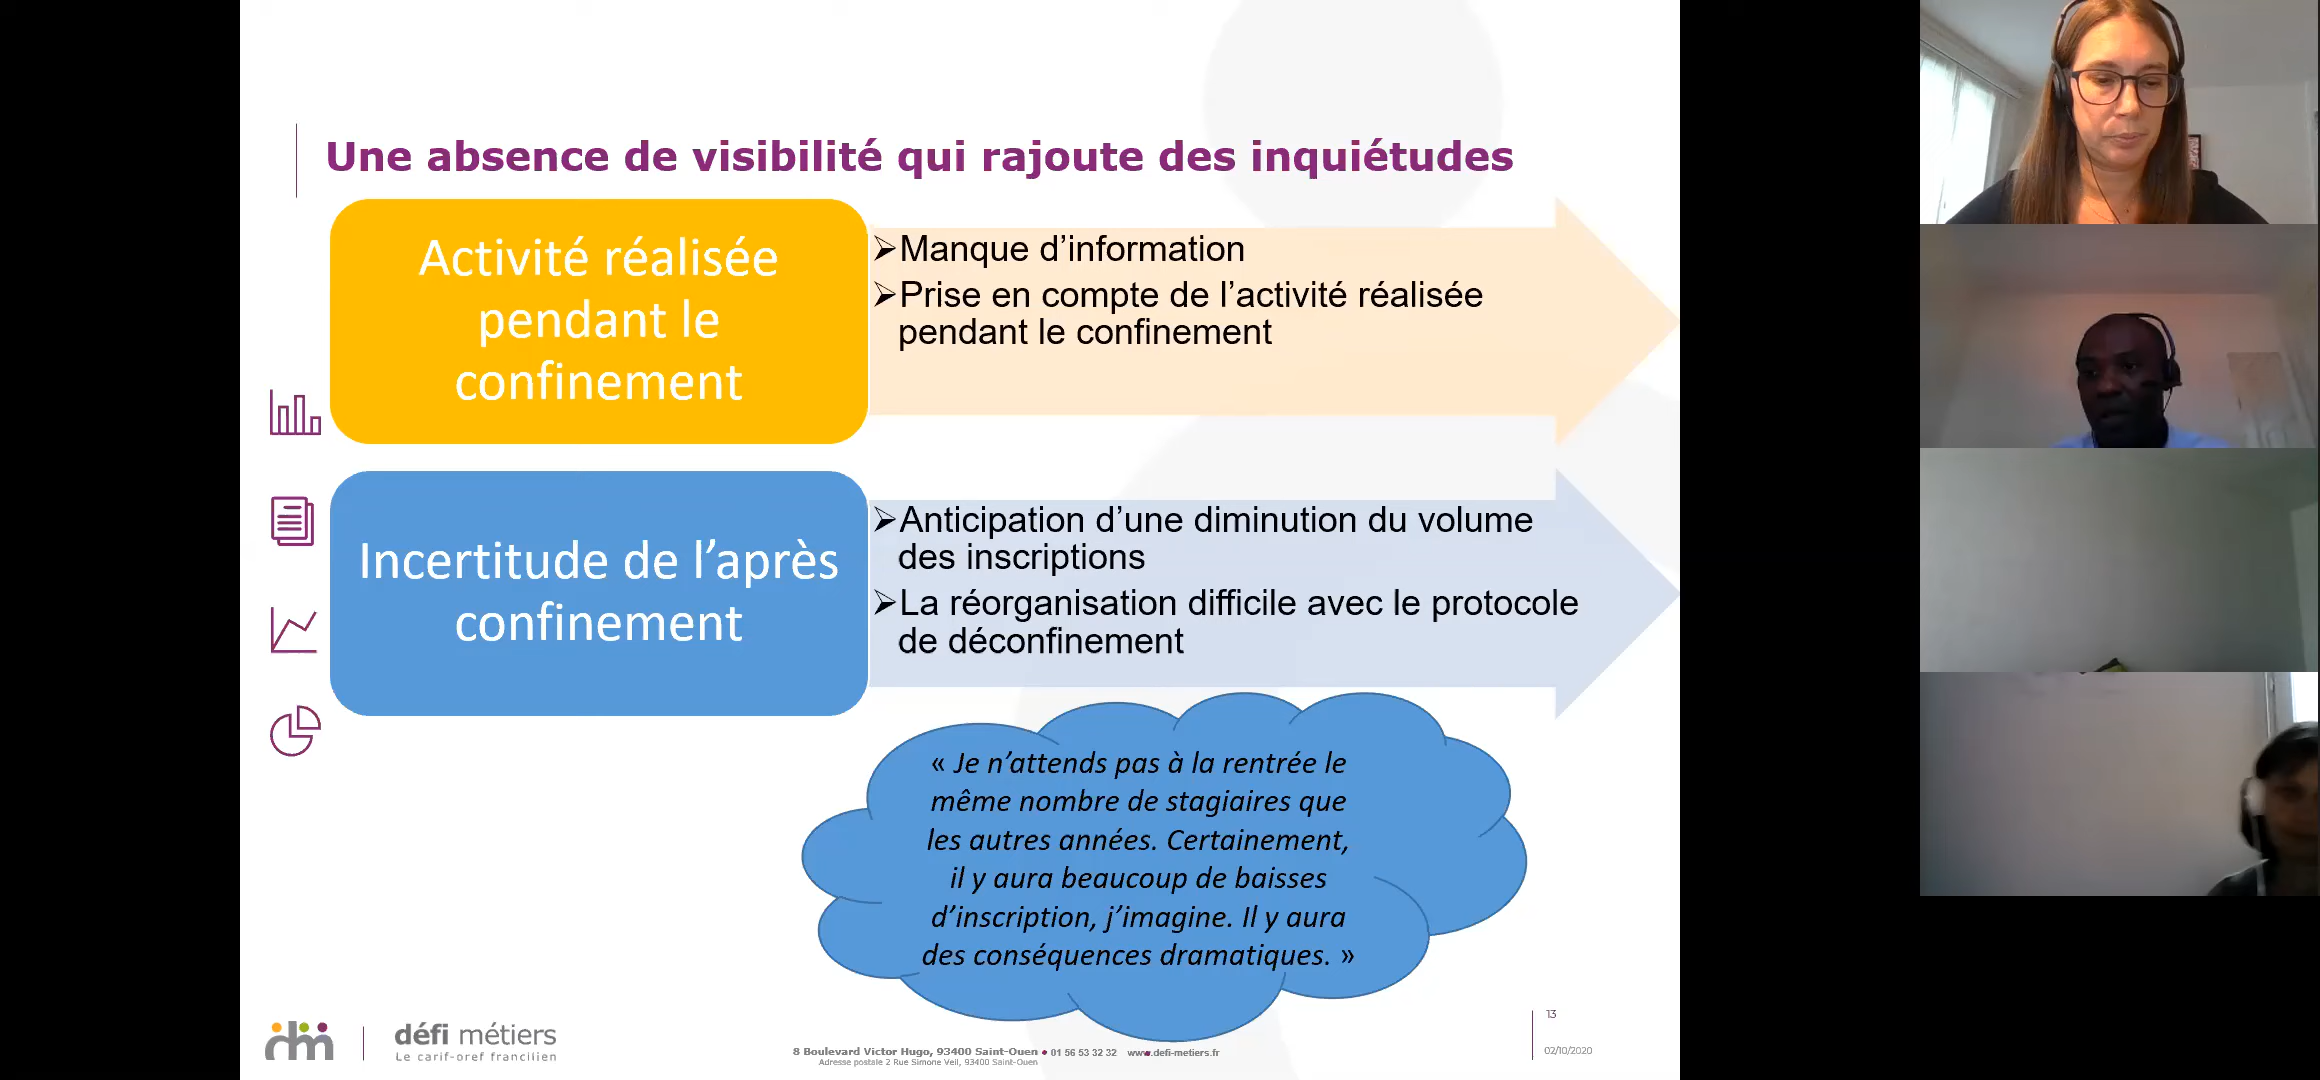 Une absence de visibilité qui rajoute des inquiétudes
Activité réalisée
pendant le
confinement
➢Manque d’information
➢Prise en compte de l’activité réalisée
pendant le confinement
Incertitude de l’après
confinement
➢Anticipation d’une diminution du volume
des inscriptions
➢La réorganisation difficile avec le protocole
de déconfinement
« Je n’attends pas à la rentrée le
même nombre de stagiaires que
les autres années. Certainement,
il y aura beaucoup de baisses
d’inscription, j’imagine. Il y aura
des conséquences dramatiques. »
dm
défi métiers
Le carif-oref francilien
8 Boulevard Victor Hugo, 93400 Saint-Ouen • 01 56 53 32 32 www.defi-metiers.fr
Adresse postale 2 Rue Simone Veil, 93400 Saint-Ouen
13
02/10/2020